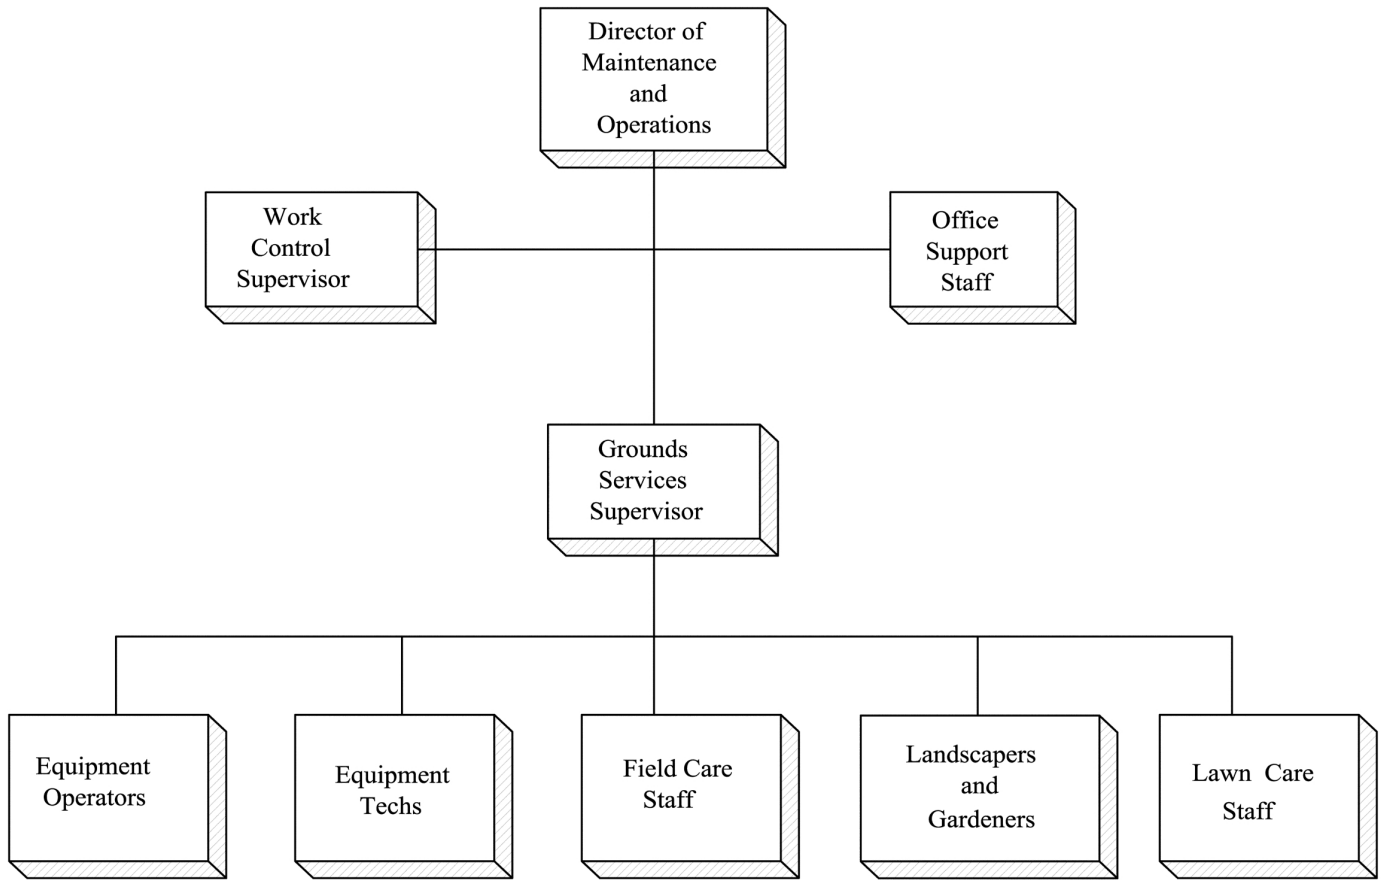 Director of
Maintenance
and
Operations
Work
Control
Supervisor
Office
Support
Staff
Grounds
Services
Supervisor
Equipment
Operators
Equipment
Techs
Field Care
Staff
Landscapers
and
Gardeners
Lawn Care
Staff